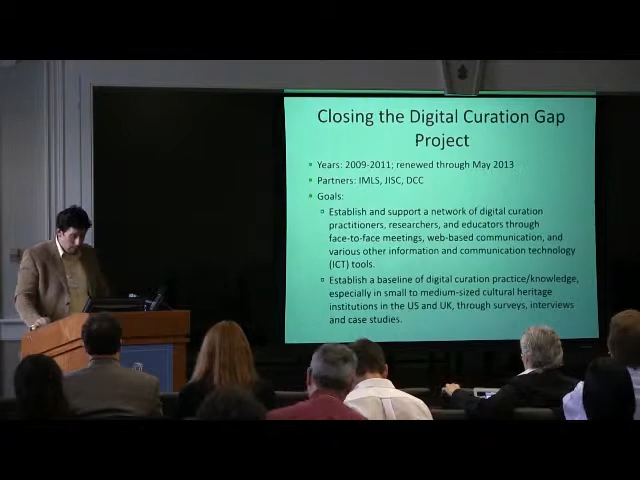 Closing the Digital Curation Gap
Project
Years: 2009-2011; renewed through May 2013
Partners: IMLS, JISC, DCC
Goals:
Establish and support a network of digital curation
practitioners, researchers, and educators through
face-to-face meetings, web-based communication, and
various other information and communication technology
(ICT) tools.
Establish a baseline of digital curation practice/knowledge,
especially in small to medium-sized cultural heritage
institutions in the US and UK, through surveys, interviews
and case studies.